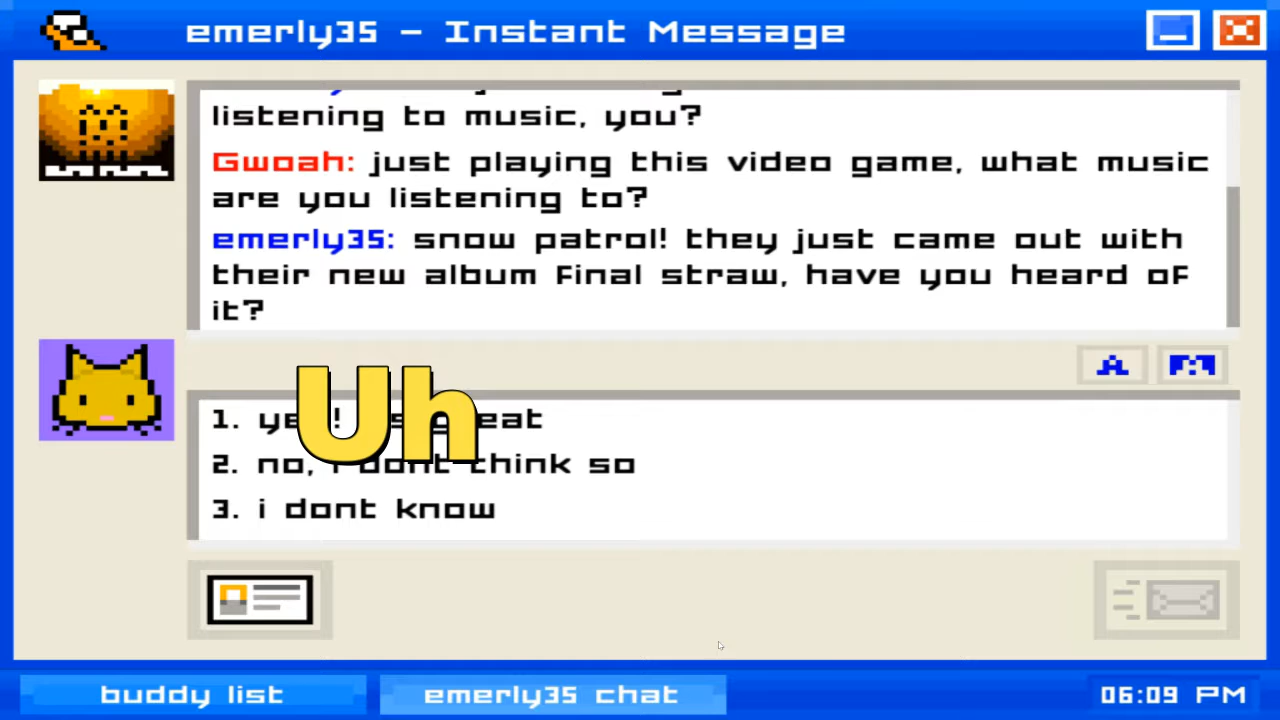 emerly35 - Instant Message
listening to music, you?
Gwoah: just playing this video game, what music
are you listening to?
emerly35: snow patrol! they just came out with
their new album final straw, have you heard of
it?
A M
Uh
1. eat
2. no, i dont think so
3. i dont know
buddy list
emerly35 chat
06:09 PM